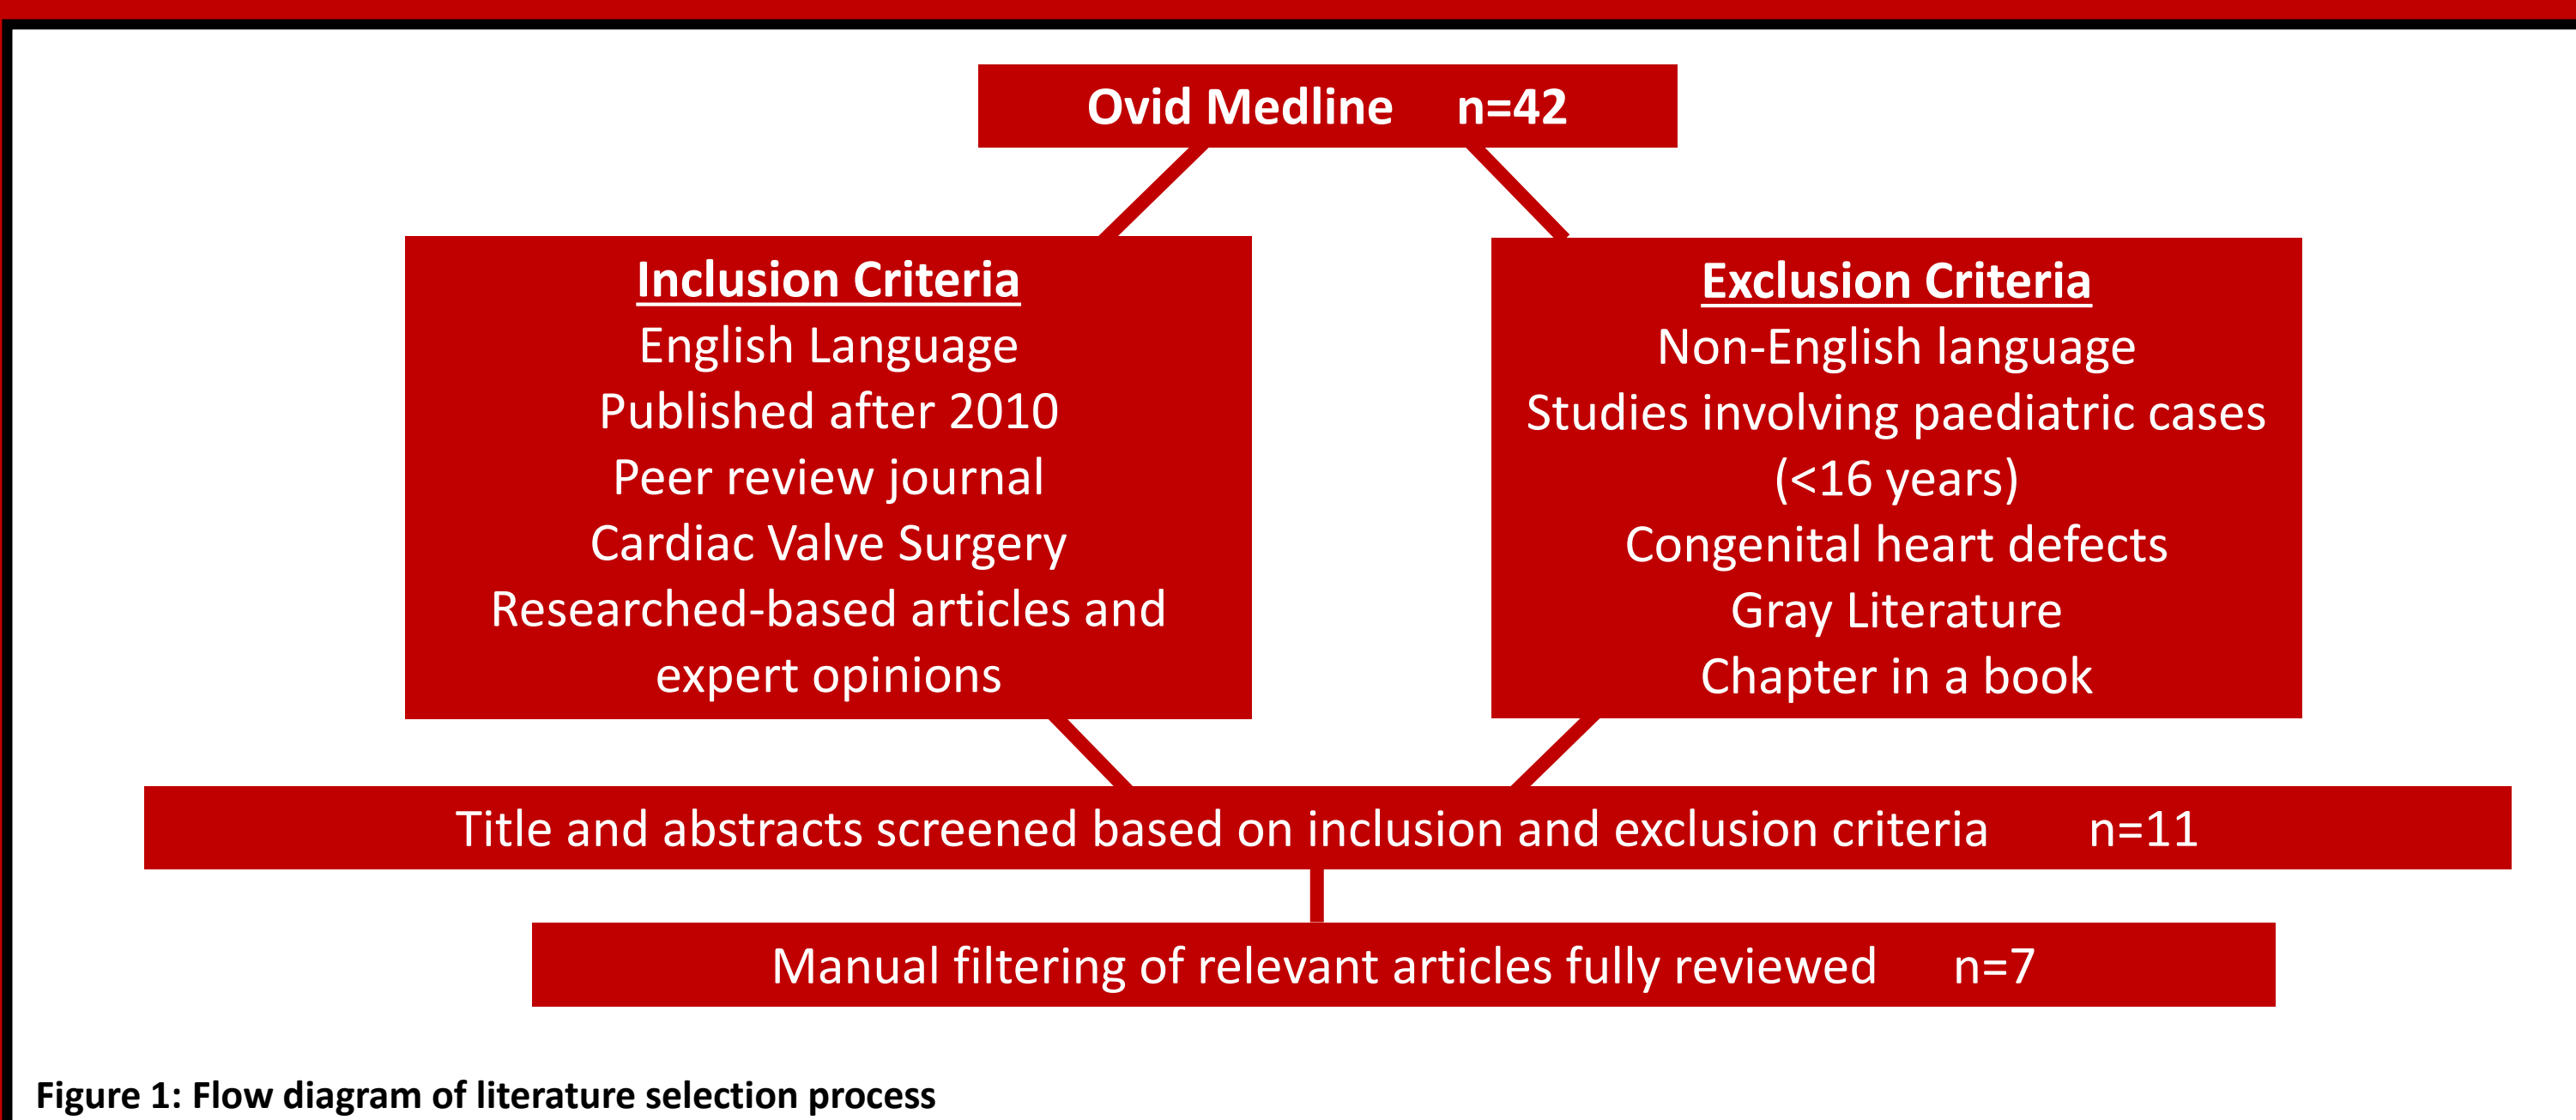 Ovid Medline n=42
Inclusion Criteria
English Language
Published after 2010
Peer review journal
Cardiac Valve Surgery
Researched-based articles and
expert opinions
Exclusion Criteria
Non-English language
Studies involving paediatric cases
(<16 years)
Congenital heart defects
Gray Literature
Chapter in a book
Title and abstracts screened based on inclusion and exclusion criteria n=11
Manual filtering of relevant articles fully reviewed n=7
Figure 1: Flow diagram of literature selection process